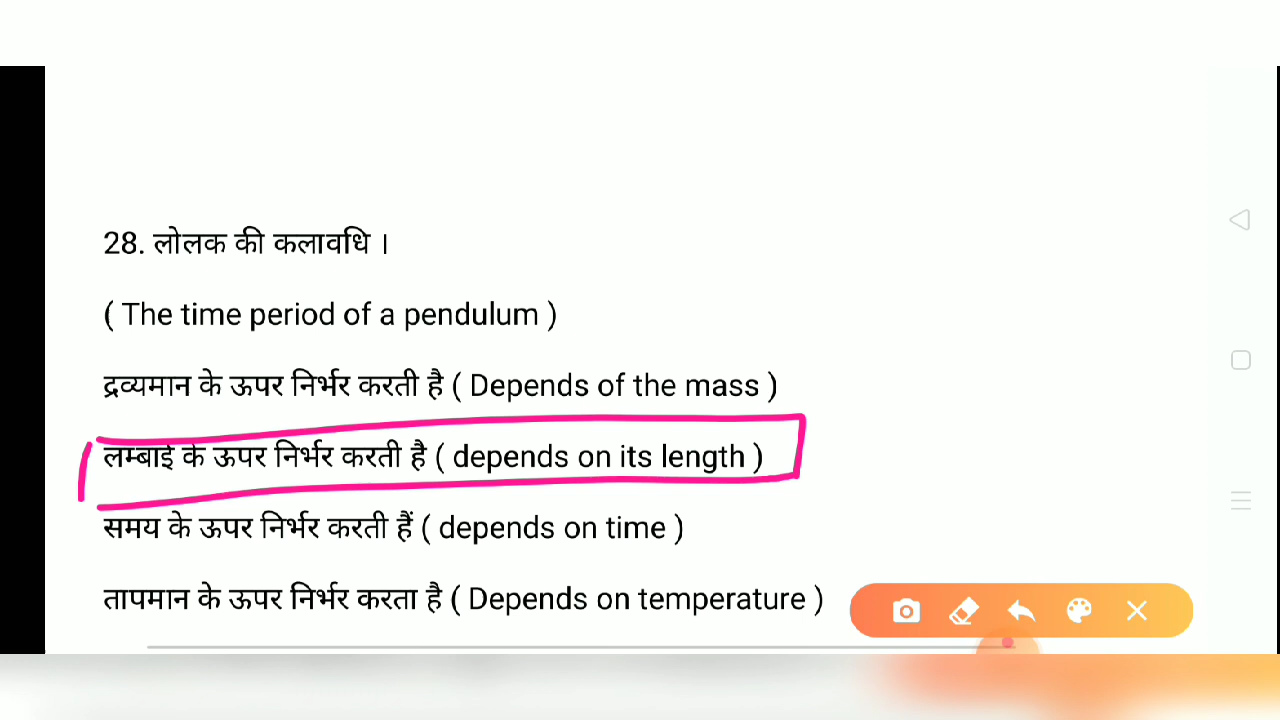 28. लोलक की कलावधि ।
( The time period of a pendulum )
द्रव्यमान के ऊपर निर्भर करती है ( Depends of the mass )
लम्बाई के ऊपर निर्भर करती है ( depends on its length )
समय के ऊपर निर्भर करती हैं ( depends on time )
तापमान के ऊपर निर्भर करता है ( Depends on temperature )